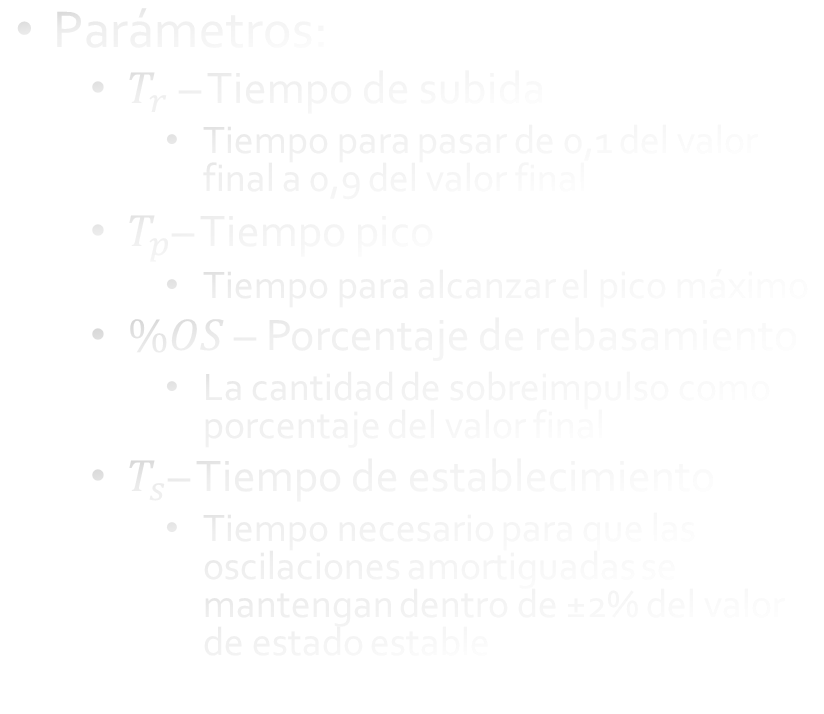 • Parámetros:
• Tr – Tiempo de subida
• Tiempo para pasar de 0,1 del valor
final a 0,9 del valor final
• Tp– Tiempo pico
• Tiempo para alcanzar el pico máximo
• %OS – Porcentaje de rebasamiento
• La cantidad de sobreimpulso como
porcentaje del valor final
• Ts– Tiempo de establecimiento
• Tiempo necesario para que las
oscilaciones amortiguadas se
mantengan dentro de ±2% del valor
de estado estable